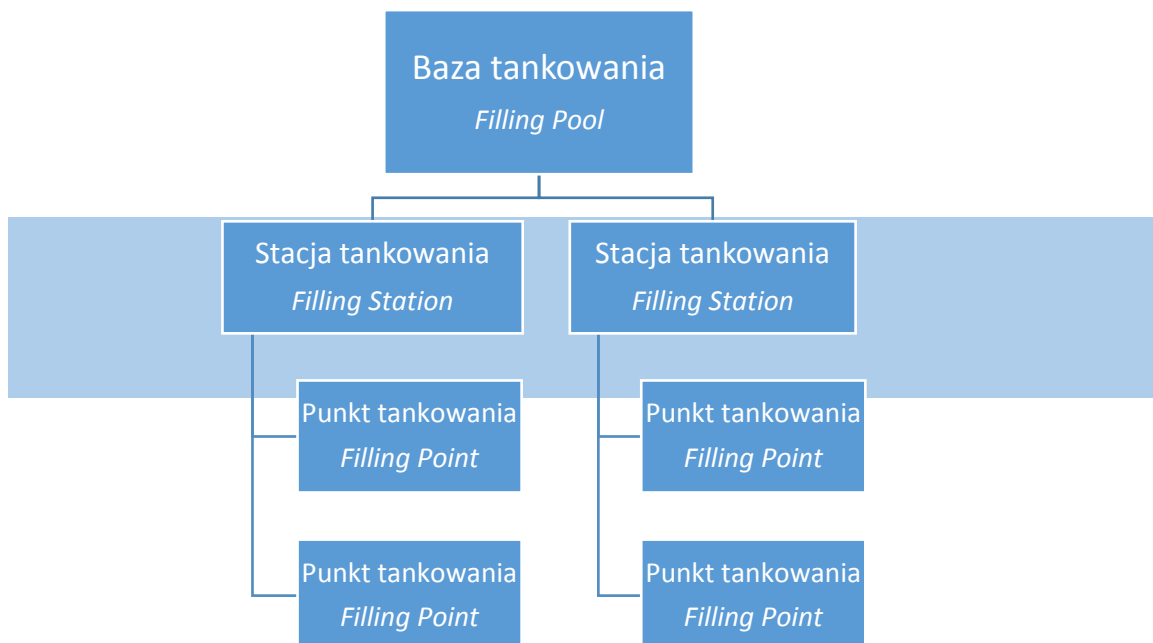 Baza tankowania
Filling Pool
Stacja tankowania
Filling Station
Stacja tankowania
Filling Station
Punkt tankowania
Filling Point
Punkt tankowania
Filling Point
Punkt tankowania
Filling Point
Punkt tankowania
Filling Point